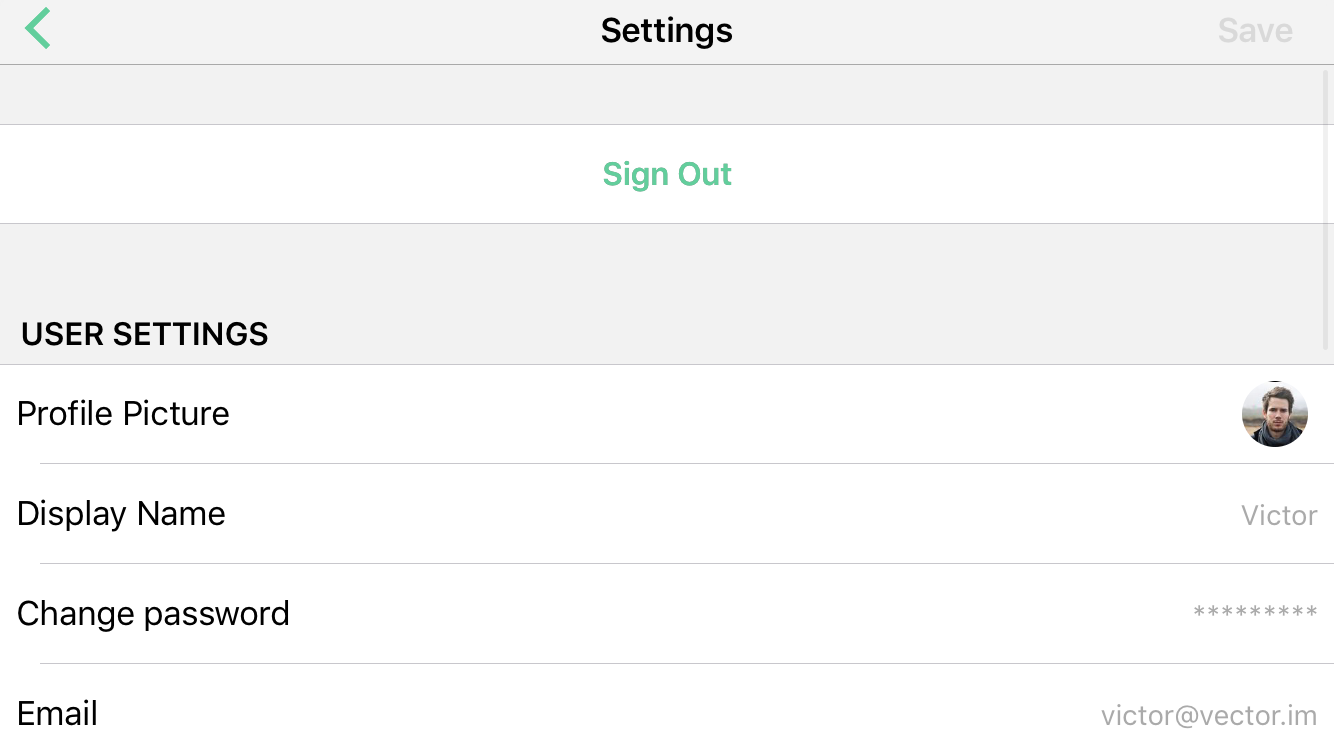 Settings
Save
Sign Out
USER SETTINGS
Profile Picture
Display Name
Victor
Change password
*********
Email
victor@vector.im